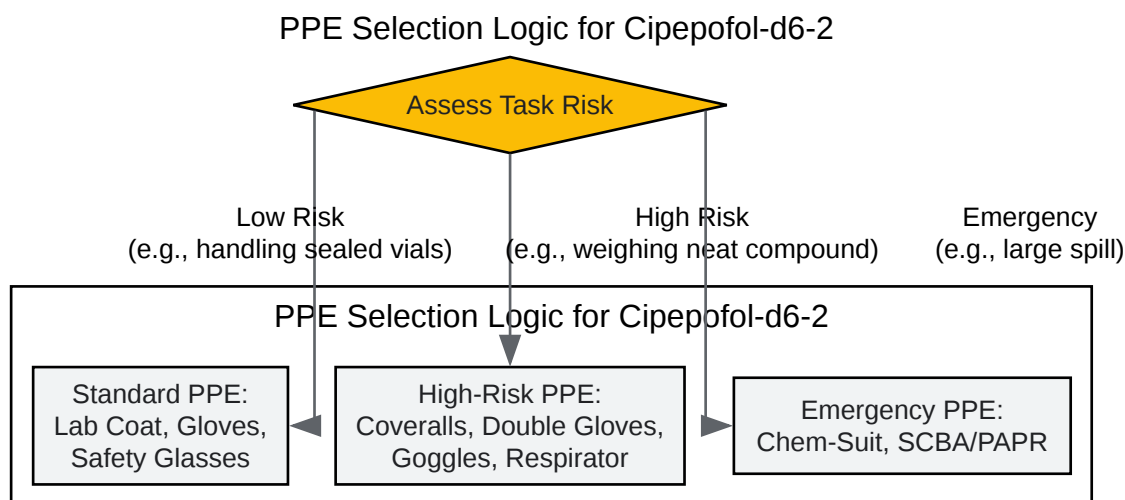 PPE Selection Logic for Cipepofol-d6-2
Assess Task Risk
Low Risk
(e.g., handling sealed vials)
High Risk
(e.g., weighing neat compound)
Emergency
(e.g., large spill)
PPE Selection Logic for Cipepofol-d6-2
Standard PPE:
Lab Coat, Gloves,
Safety Glasses
High-Risk PPE:
Coveralls, Double Gloves,
Goggles, Respirator
Emergency PPE:
Chem-Suit, SCBA/PAPR